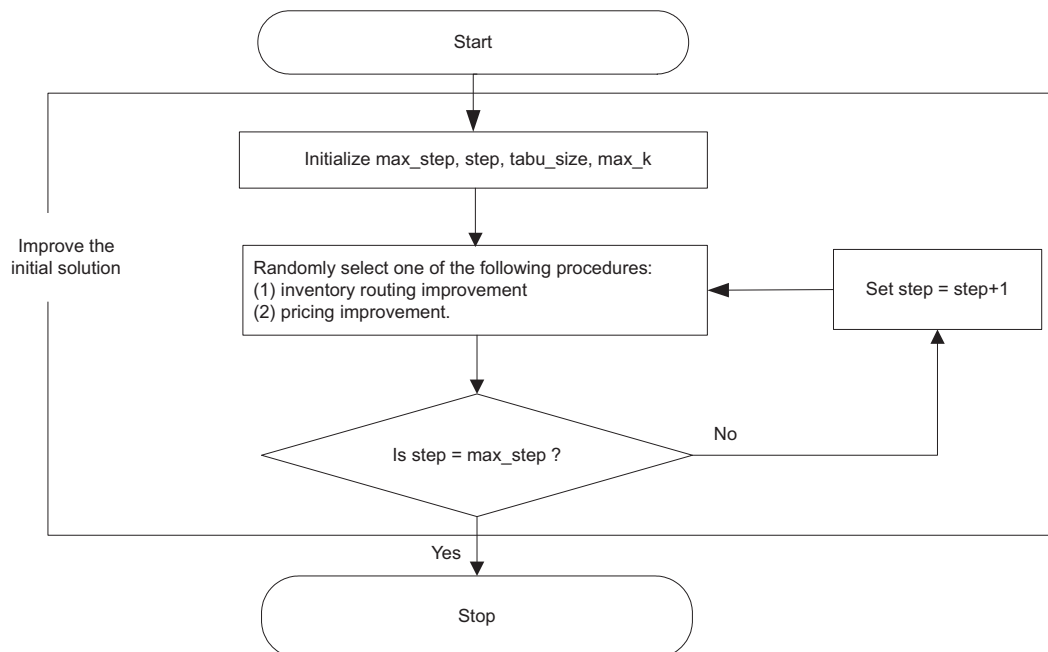 Start
Initialize max_step, step, tabu_size, max_k
Improve the
initial solution
Randomly select one of the following procedures:
(1) inventory routing improvement
(2) pricing improvement.
Set step = step+1
Is step = max_step ?
No
Yes
Stop